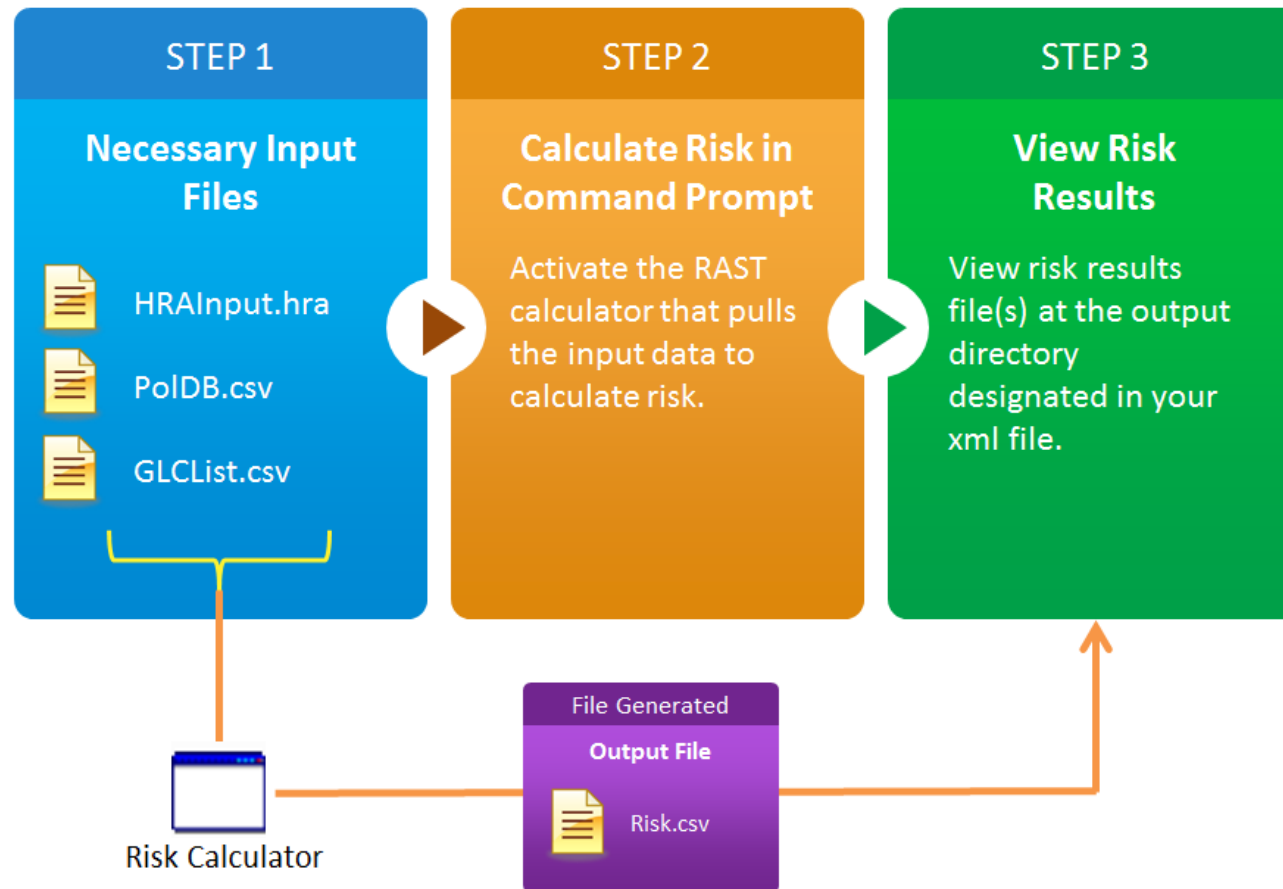 STEP 1
Necessary Input
Files
HRAInput.hra
PolDB.csv
GLCList.csv
STEP 2
Calculate Risk in
Command Prompt
Activate the RAST
calculator that pulls
the input data to
calculate risk.
STEP 3
View Risk
Results
View risk results
file(s) at the output
directory
designated in your
xml file.
Risk Calculator
File Generated
Output File
Risk.csv